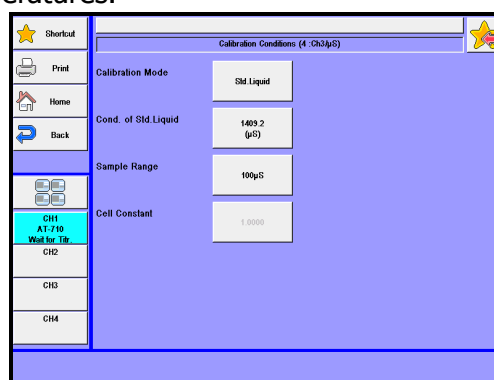 eratures.
Shortcut
Calibration Conditions (4 :Ch3/µS)
Print
Calibration Mode
Std.Liquid
Home
Cond. of Std.Liquid
1409.2
(µS)
Back
Sample Range
100µS
Cell Constant
1.0000
CH1
AT-710
Wait for Titr.
CH2
CH3
CH4